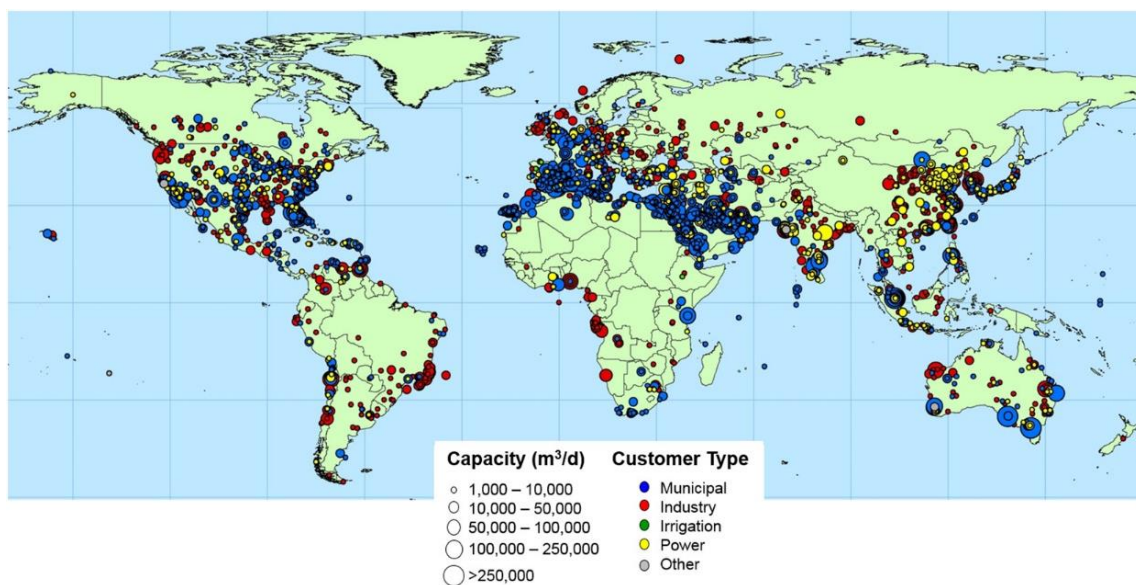 Capacity (m³/d)
1,000 – 10,000
10,000 – 50,000
50,000 – 100,000
100,000 – 250,000
>250,000
Customer Type
Municipal
Industry
Irrigation
Power
Other